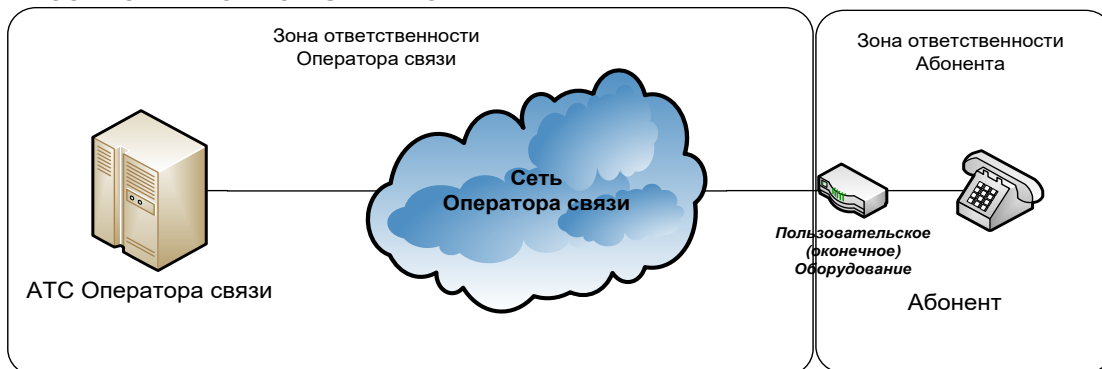 Зона ответственности
Оператора связи
Зона ответственности
Абонента
Сеть
Оператора связи
Пользовательское
(оконечное)
Оборудование
АТС Оператора связи
Абонент